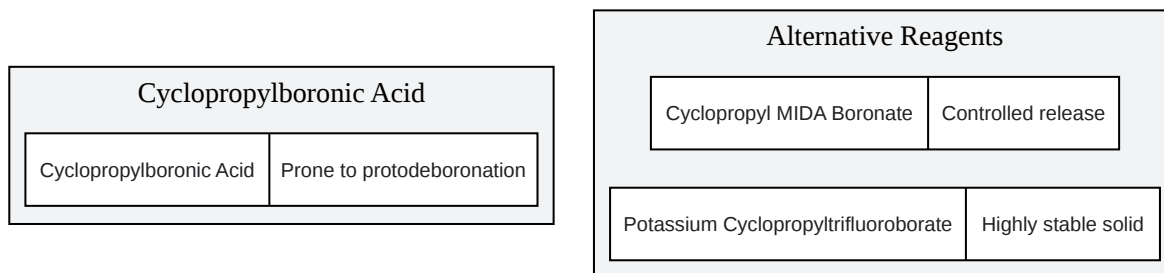 Cyclopropylboronic Acid
Cyclopropylboronic Acid
Prone to protodeboronation
Alternative Reagents
Cyclopropyl MIDA Boronate
Controlled release
Potassium Cyclopropyltrifluoroborate
Highly stable solid